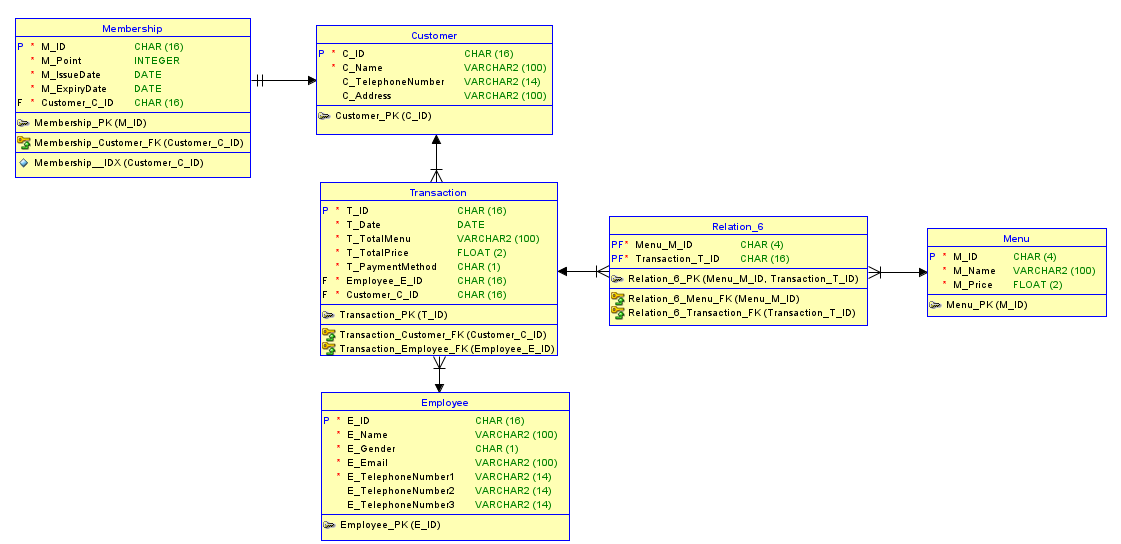 Membership
P * M_ID CHAR (16)
* M_Point INTEGER
* M_IssueDate DATE
* M_ExpiryDate DATE
F * Customer_C_ID CHAR (16)
Membership_PK (M_ID)
Membership_Customer_FK (Customer_C_ID)
Membership__IDX (Customer_C_ID)
Customer
P * C_ID CHAR (16)
* C_Name VARCHAR2 (100)
C_TelephoneNumber VARCHAR2 (14)
C_Address VARCHAR2 (100)
Customer_PK (C_ID)
Transaction
P * T_ID CHAR (16)
* T_Date DATE
* T_TotalMenu VARCHAR2 (100)
* T_TotalPrice FLOAT (2)
* T_PaymentMethod CHAR (1)
F * Employee_E_ID CHAR (16)
F * Customer_C_ID CHAR (16)
Transaction_PK (T_ID)
Transaction_Customer_FK (Customer_C_ID)
Transaction_Employee_FK (Employee_E_ID)
Relation_6
PF* Menu_M_ID CHAR (4)
PF* Transaction_T_ID CHAR (16)
Relation_6_PK (Menu_M_ID, Transaction_T_ID)
Relation_6_Menu_FK (Menu_M_ID)
Relation_6_Transaction_FK (Transaction_T_ID)
Menu
P * M_ID CHAR (4)
* M_Name VARCHAR2 (100)
* M_Price FLOAT (2)
Menu_PK (M_ID)
Employee
P * E_ID CHAR (16)
* E_Name VARCHAR2 (100)
* E_Gender CHAR (1)
* E_Email VARCHAR2 (100)
* E_TelephoneNumber1 VARCHAR2 (14)
E_TelephoneNumber2 VARCHAR2 (14)
E_TelephoneNumber3 VARCHAR2 (14)
Employee_PK (E_ID)